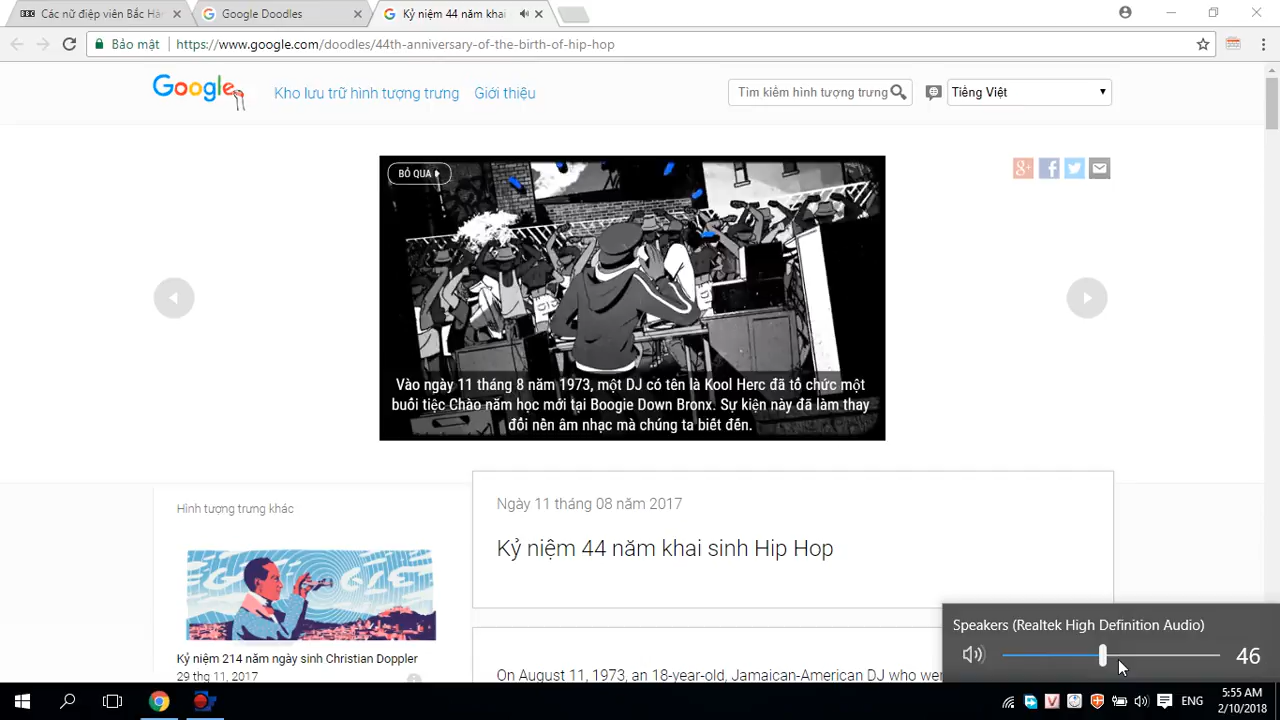 Các nữ điệp viên Bắc Hàn
Google Doodles
Kỷ niệm 44 năm khai
Bảo mật
https://www.google.com/doodles/44th-anniversary-of-the-birth-of-hip-hop
Google
Kho lưu trữ hình tượng trưng
Giới thiệu
Tìm kiếm hình tượng trưng
Tiếng Việt
BỎ QUA
Vào ngày 11 tháng 8 năm 1973, một DJ có tên là Kool Herc đã tổ chức một
buổi tiệc Chào năm học mới tại Boogie Down Bronx. Sự kiện này đã làm thay
đổi nền âm nhạc mà chúng ta biết đến.
Hình tượng trưng khác
Kỷ niệm 214 năm ngày sinh Christian Doppler
29 thg 11, 2017
Ngày 11 tháng 08 năm 2017
Kỷ niệm 44 năm khai sinh Hip Hop
On August 11, 1973, an 18-year-old, Jamaican-American DJ who
Speakers (Realtek High Definition Audio)
46
ENG
5:55 AM
2/10/2018